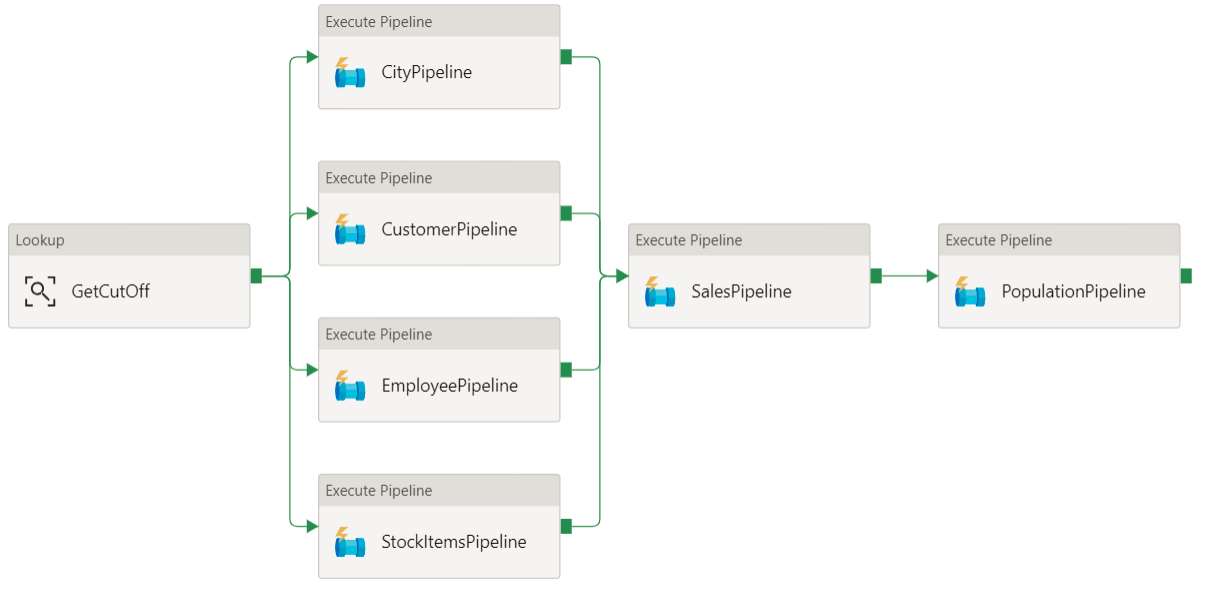 Lookup
GetCutOff
Execute Pipeline
CityPipeline
Execute Pipeline
CustomerPipeline
Execute Pipeline
EmployeePipeline
Execute Pipeline
StockItemsPipeline
Execute Pipeline
SalesPipeline
Execute Pipeline
PopulationPipeline